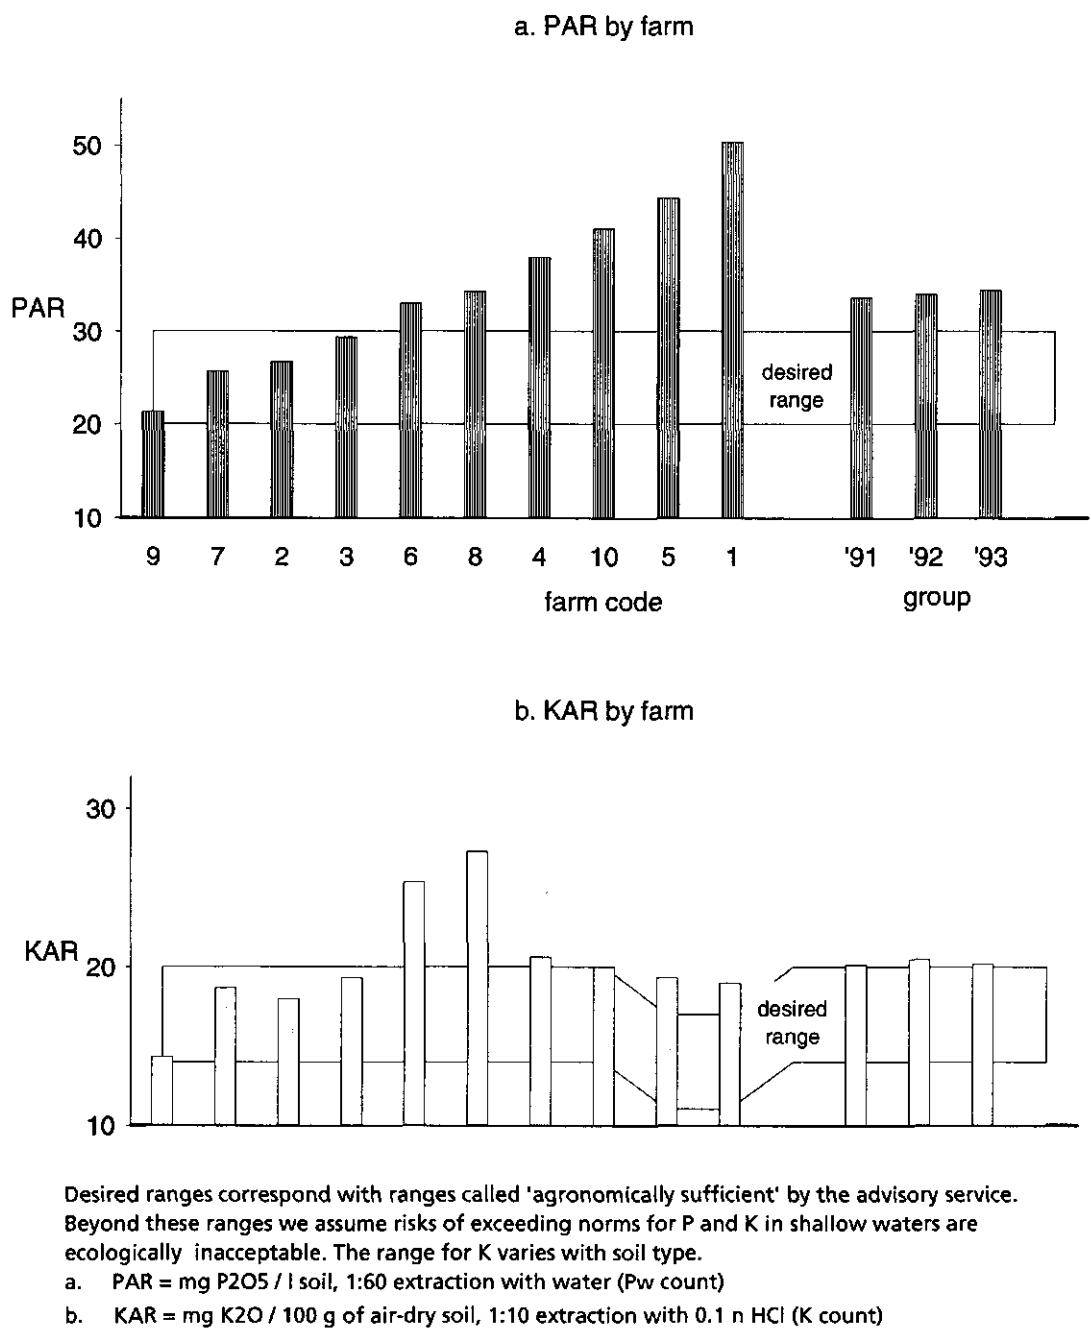 a. PAR by farm
50
40
PAR
30
desired
range
20
10
9 7 2 3 6 8 4 10 5 1 '91 '92 '93
farm code group
b. KAR by farm
30
KAR
20
desired
range
10
Desired ranges correspond with ranges called 'agronomically sufficient' by the advisory service.
Beyond these ranges we assume risks of exceeding norms for P and K in shallow waters are
ecologically inacceptable. The range for K varies with soil type.
a. PAR = mg P2O5 / l soil, 1:60 extraction with water (Pw count)
b. KAR = mg K2O / 100 g of air-dry soil, 1:10 extraction with 0.1 n HCl (K count)